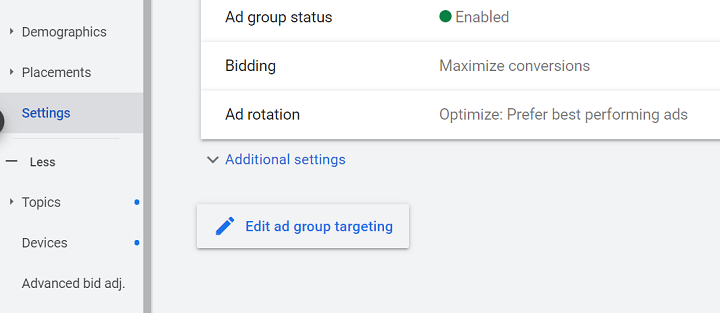 Demographics
Placements
Settings
Less
Topics
Devices
Advanced bid adj.
Ad group status Enabled
Bidding Maximize conversions
Ad rotation Optimize: Prefer best performing ads
Additional settings
Edit ad group targeting